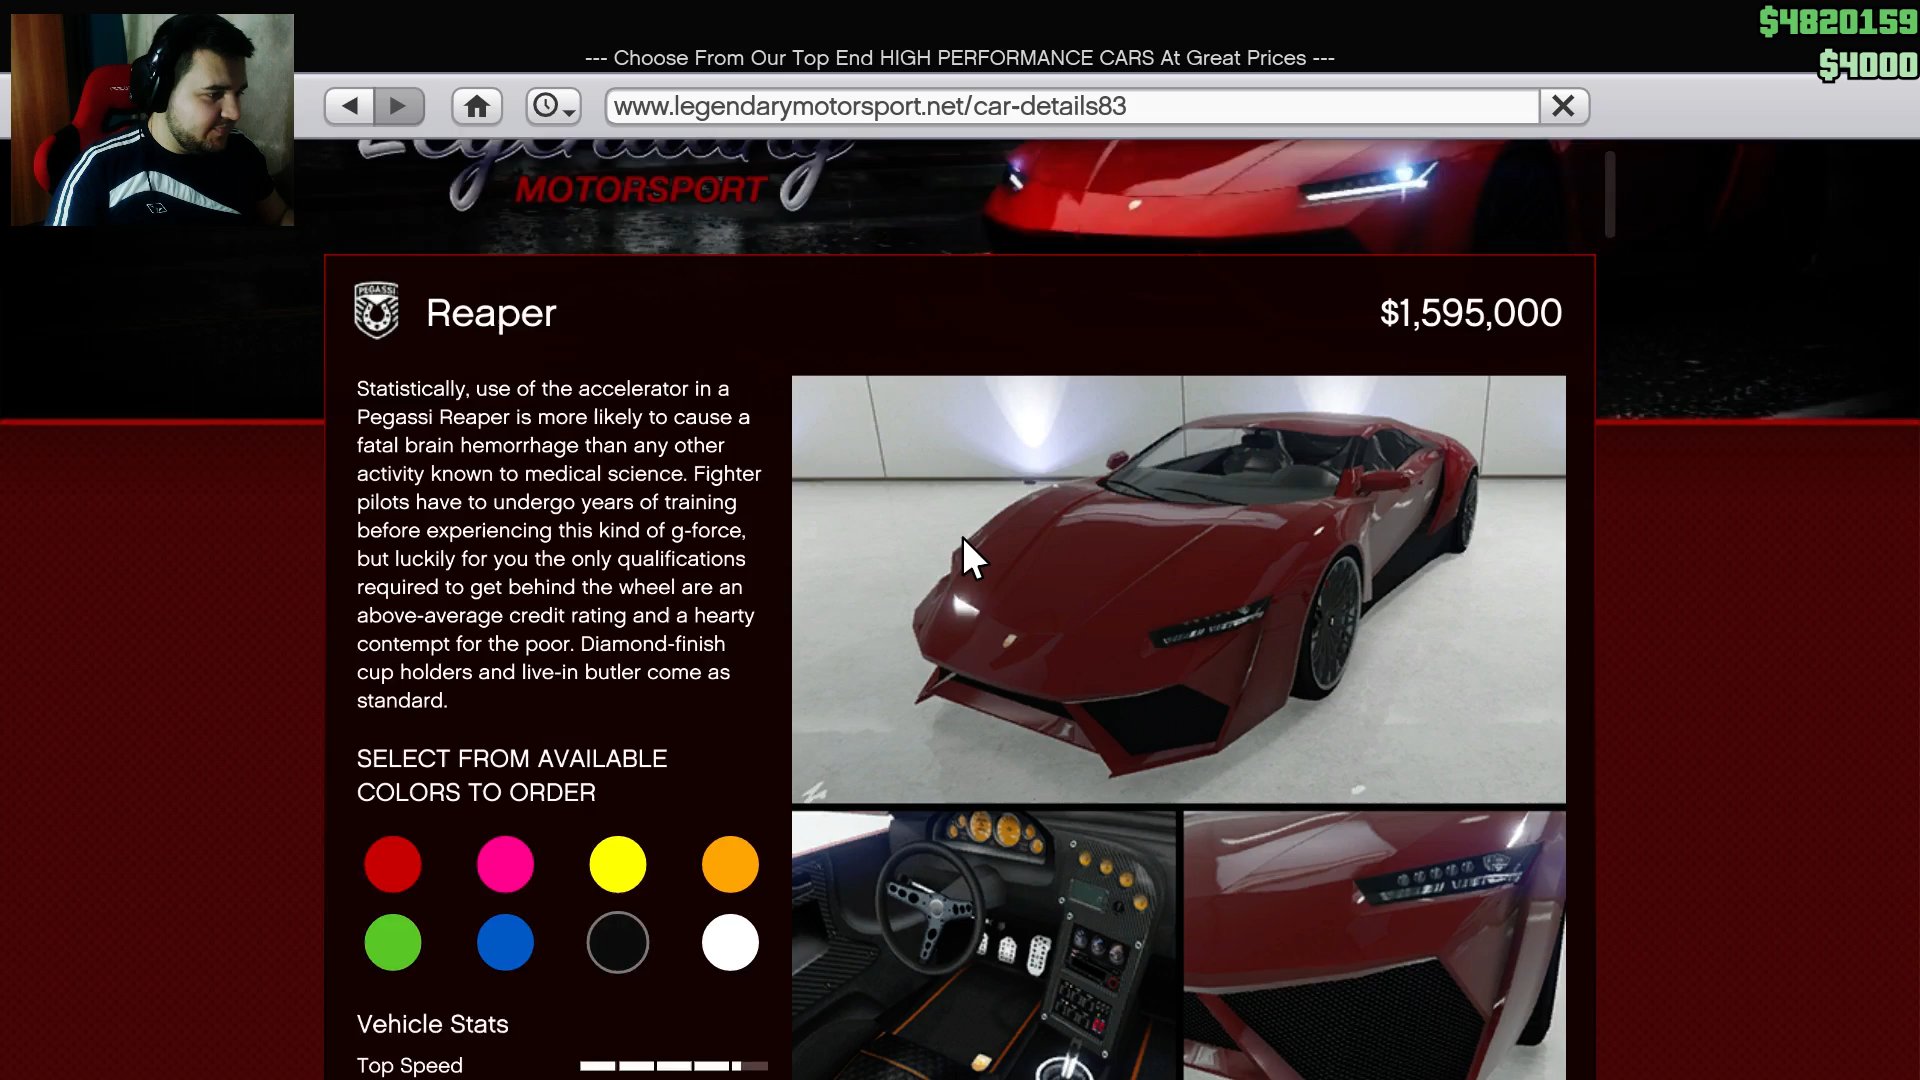 $4820159
--- Choose From Our Top End HIGH PERFORMANCE CARS At Great Prices ---
$4000
www.legendarymotorsport.net/car-details83
Legendary
MOTORSPORT
PEGASSI
Reaper
$1,595,000
Statistically, use of the accelerator in a
Pegassi Reaper is more likely to cause a
fatal brain hemorrhage than any other
activity known to medical science. Fighter
pilots have to undergo years of training
before experiencing this kind of g-force,
but luckily for you the only qualifications
required to get behind the wheel are an
above-average credit rating and a hearty
contempt for the poor. Diamond-finish
cup holders and live-in butler come as
standard.
SELECT FROM AVAILABLE
COLORS TO ORDER
Vehicle Stats
Top Speed